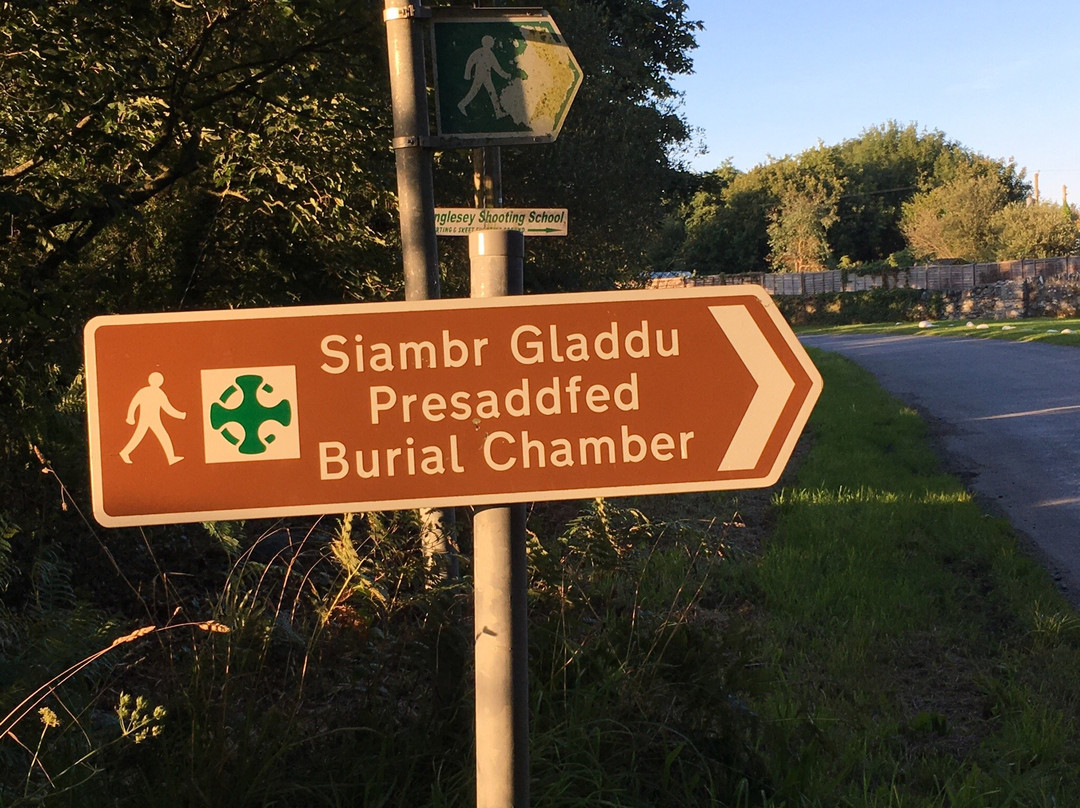 nglesey Shooting School
Siambr Gladdu
Presaddfed
Burial Chamber